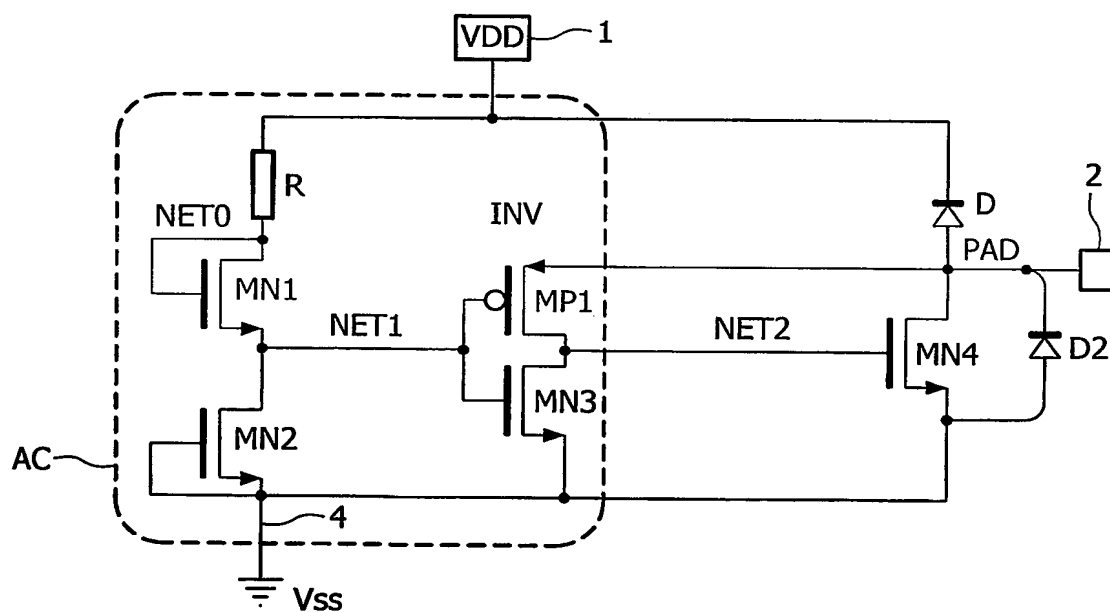 VDD
1
R
NET0
INV
D
2
PAD
MN1
MP1
NET1
NET2
D2
MN4
MN3
MN2
AC
4
Vss